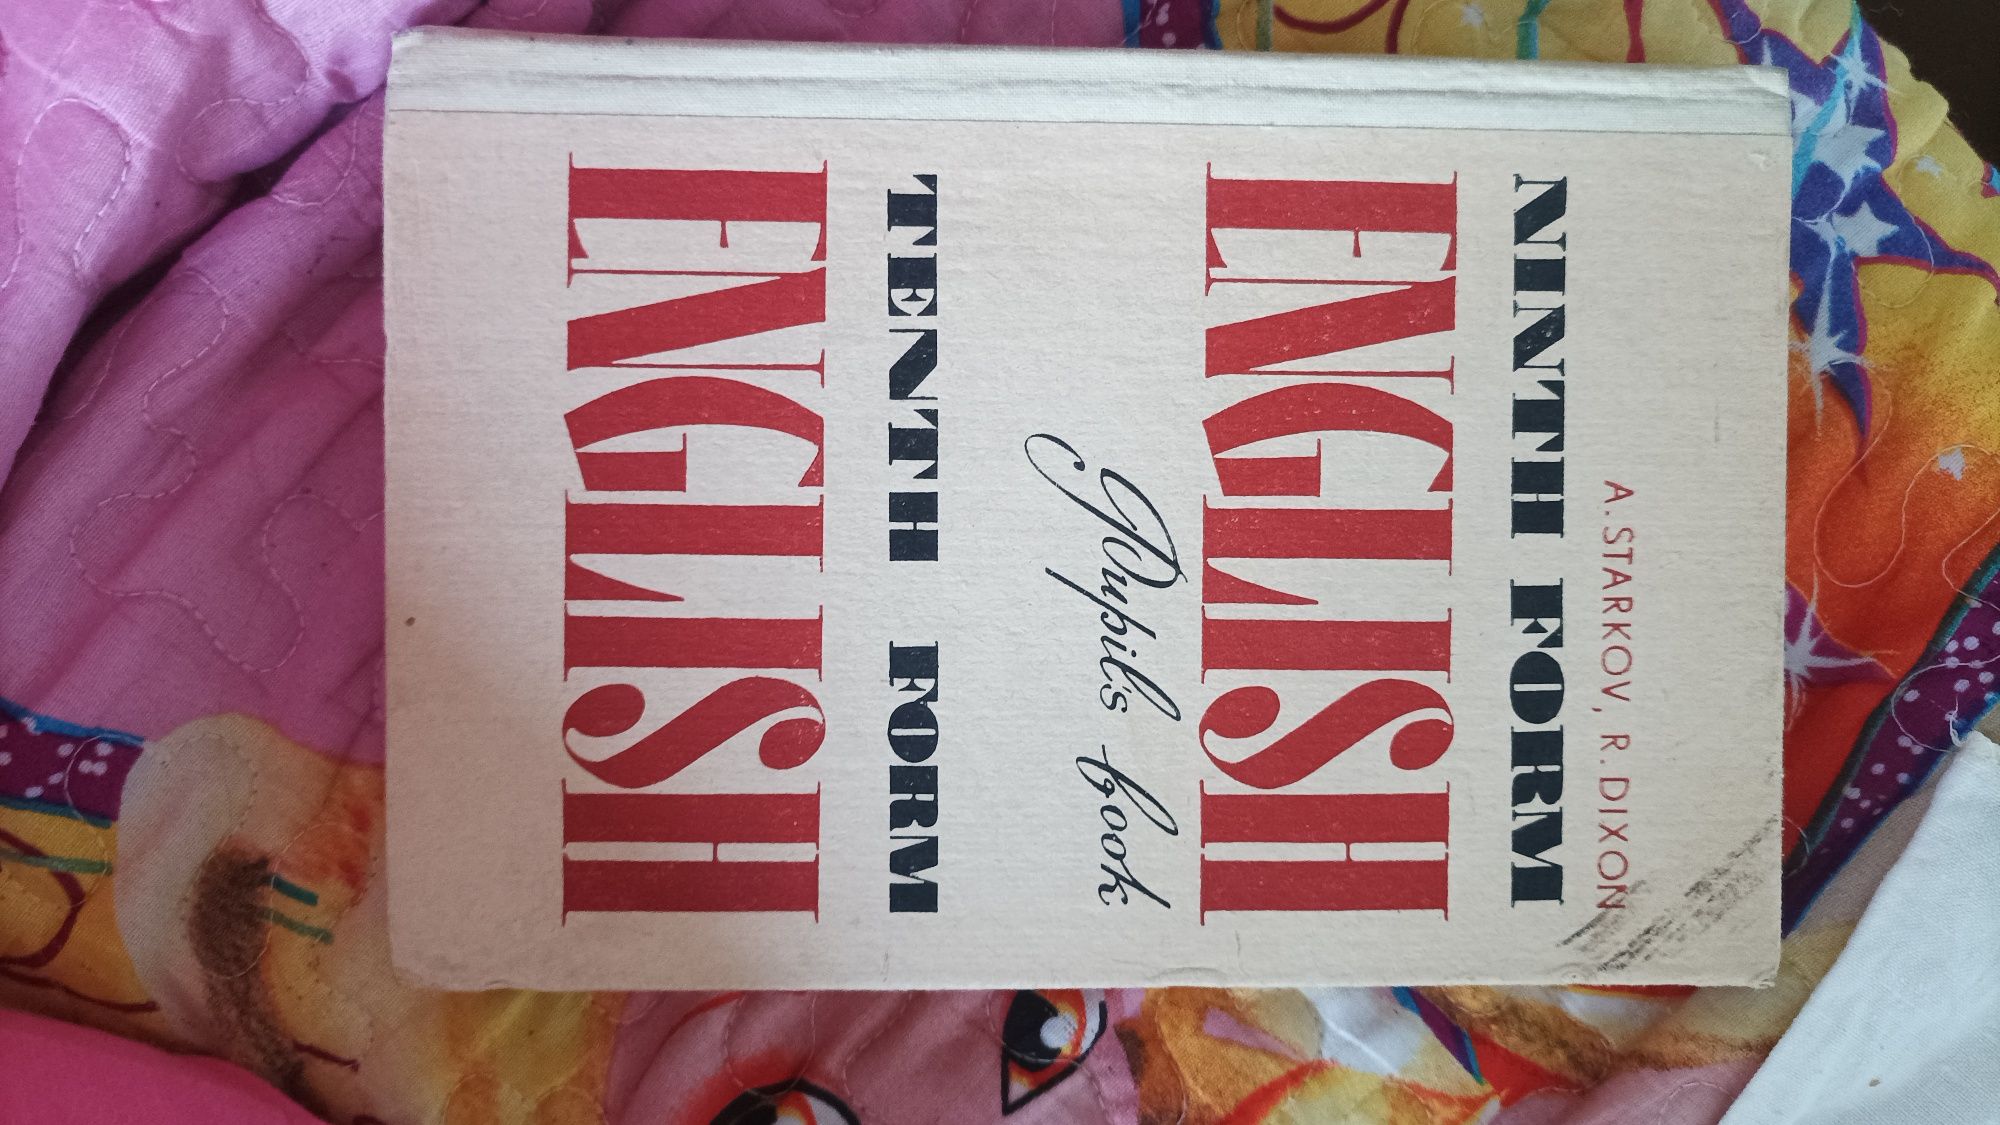 A. STARKOV, R. DIXON
NINTH FORM
ENGLISH
Pupil's book
TENTH FORM
ENGLISH